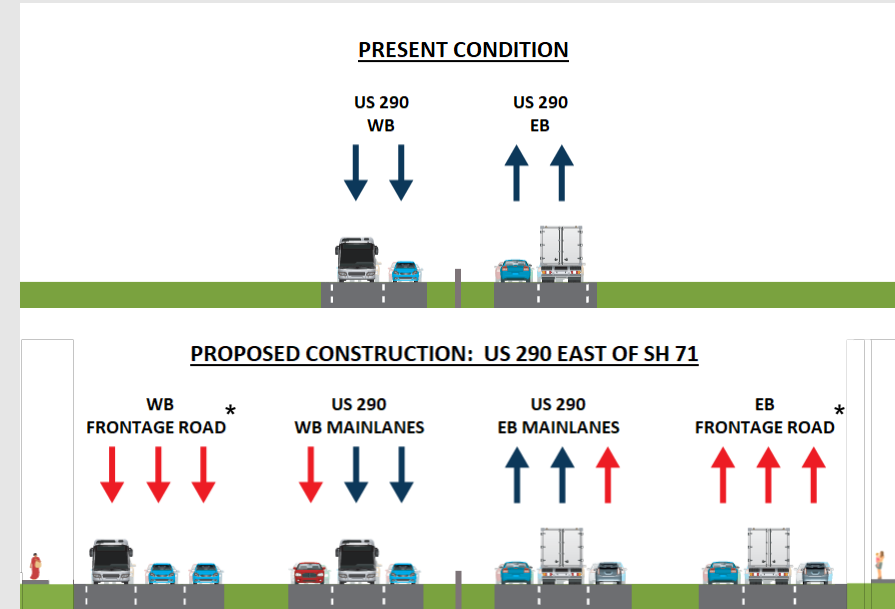 PRESENT CONDITION
US 290
WB
US 290
EB
PROPOSED CONSTRUCTION:  US 290 EAST OF SH 71
WB
FRONTAGE ROAD*
US 290
WB MAINLANES
US 290
EB MAINLANES
EB
FRONTAGE ROAD*